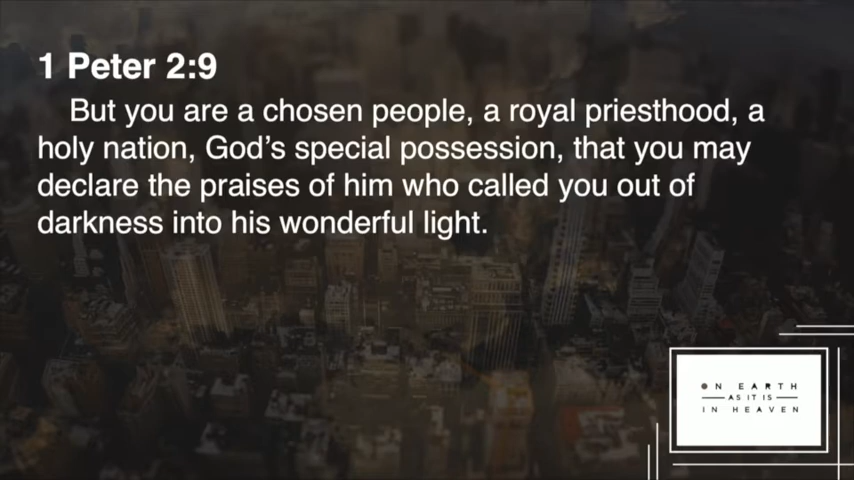 1 Peter 2:9
But you are a chosen people, a royal priesthood, a
holy nation, God's special possession, that you may
declare the praises of him who called you out of
darkness into his wonderful light.
ON EARTH
AS IT IS
IN HEAVEN